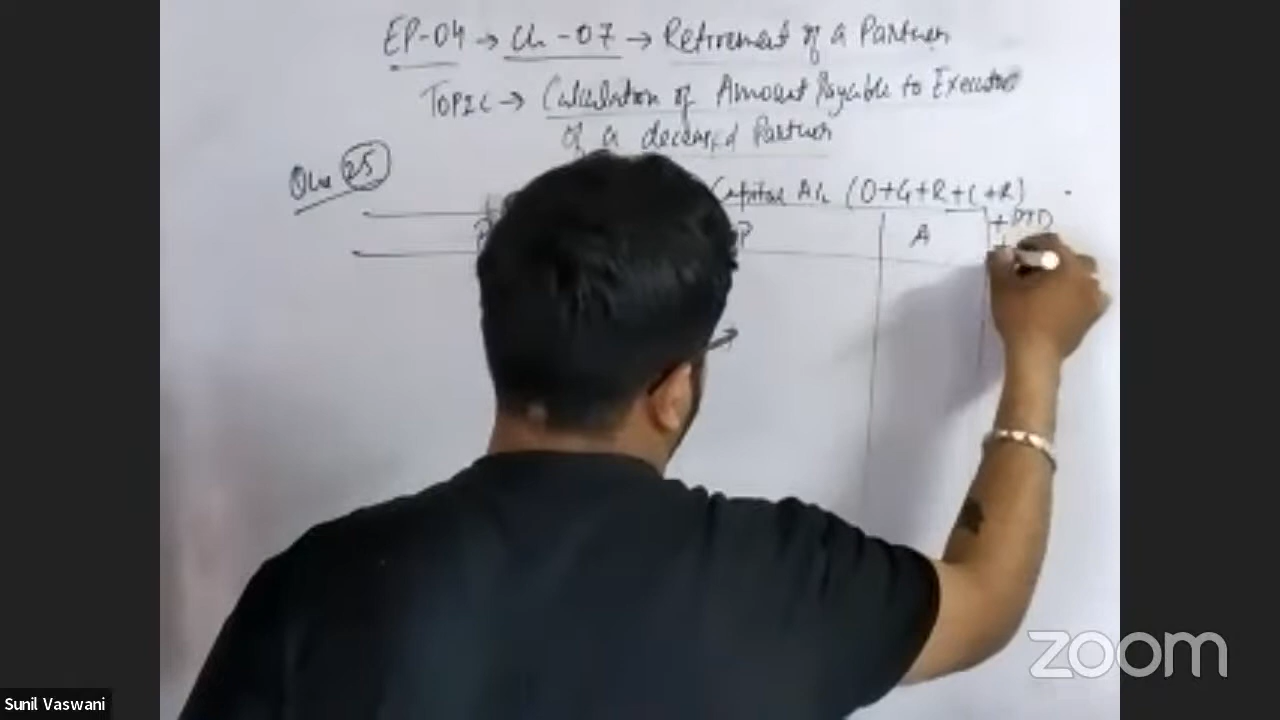 EP-04 → Ch-07 → Retirement of a Partner
TOPIC → Calculation of Amount Payable to Executor
of a deceased Partner
Que 25
Capital A/c (O+G+R+C+R)
P A
zoom
Sunil Vaswani